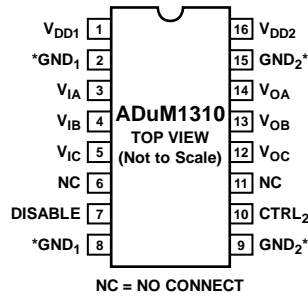 VDD1 1 16 VDD2
*GND1 2 15 GND2*
VIA 3 14 VOA
VIB 4 13 VOB
VIC 5 12 VOC
NC 6 11 NC
DISABLE 7 10 CTRL2
*GND1 8 9 GND2*
ADuM1310
TOP VIEW
(Not to Scale)
NC = NO CONNECT